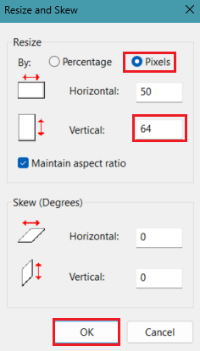 Resize and Skew
Resize
By: Percentage Pixels
Horizontal: 50
Vertical: 64
Maintain aspect ratio
Skew (Degrees)
Horizontal: 0
Vertical: 0
OK Cancel